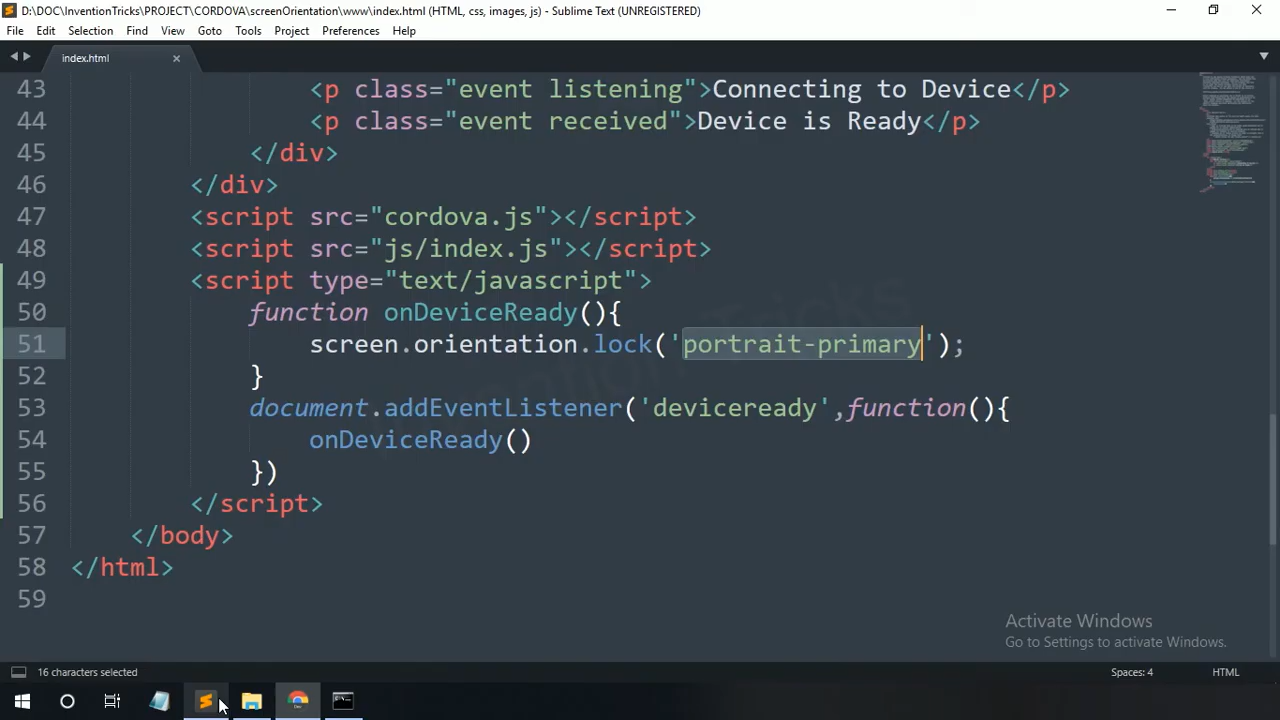 D:\DOC\InventionTricks\PROJECT\CORDOVA\screenOrientation\www\index.html (HTML, css, images, js) - Sublime Text (UNREGISTERED)
File Edit Selection Find View Goto Tools Project Preferences Help
index.html
43 <p class="event listening">Connecting to Device</p>
44 <p class="event received">Device is Ready</p>
45 </div>
46 </div>
47 <script src="cordova.js"></script>
48 <script src="js/index.js"></script>
49 <script type="text/javascript">
50 function onDeviceReady(){
51 screen.orientation.lock('portrait-primary');
52 }
53 document.addEventListener('deviceready',function(){
54 onDeviceReady()
55 })
56 </script>
57 </body>
58 </html>
59
Activate Windows
Go to Settings to activate Windows.
16 characters selected
Spaces: 4
HTML